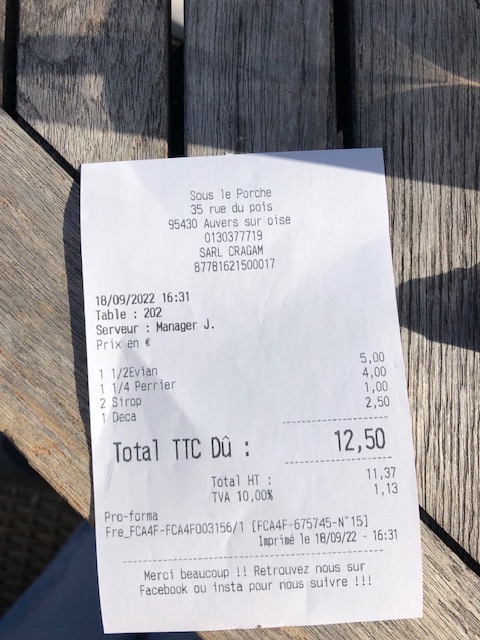 Sous le Porche
35 rue du pois
95430 Auvers sur oise
0130377719
SARL CRAGAM
87781621500017
18/09/2022 16:31
Table : 202
Serveur : Manager J.
Prix en €
1 1/2Evian 5,00
1 1/4 Perrier 4,00
2 Sirop 1,00
1 Deca 2,50
Total TTC Dû : 12,50
Total HT : 11,37
TVA 10,00% 1,13
Pro-forma
Fre_FCA4F-FCA4F003156/1 [FCA4F-675745-N°15]
Imprimé le 18/09/22 - 16:31
Merci beaucoup !! Retrouvez nous sur
Facebook ou insta pour nous suivre !!!